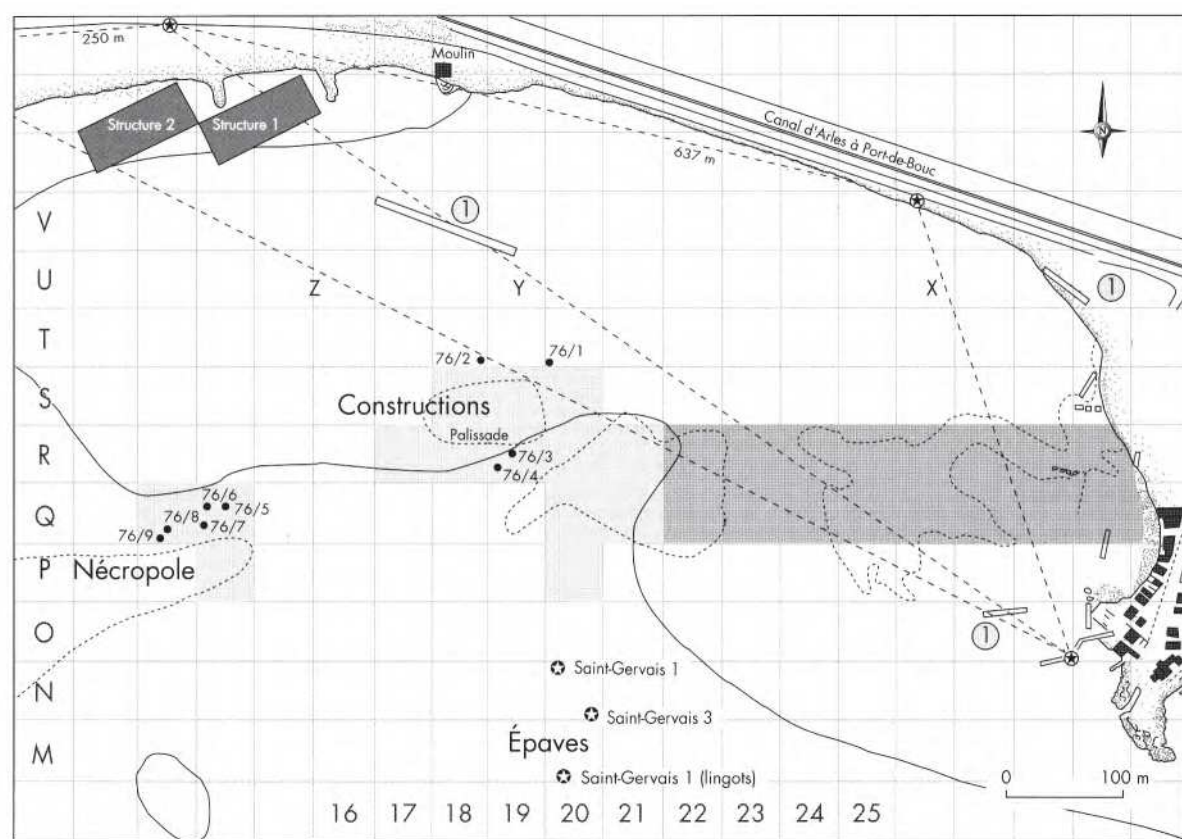 250 m
Moulin
Structure 2
Structure 1
Canal d'Arles à Port-de-Bouc
637 m
N
1
1
V
U
T
S
R
Q
P
O
N
M
Z
Y
X
76/2
76/1
Constructions
Palissade
76/3
76/4
76/6
76/5
76/8
76/7
76/9
Nécropole
1
Saint-Gervais 1
Saint-Gervais 3
Épaves
Saint-Gervais 1 (lingots)
0 100 m
16 17 18 19 20 21 22 23 24 25